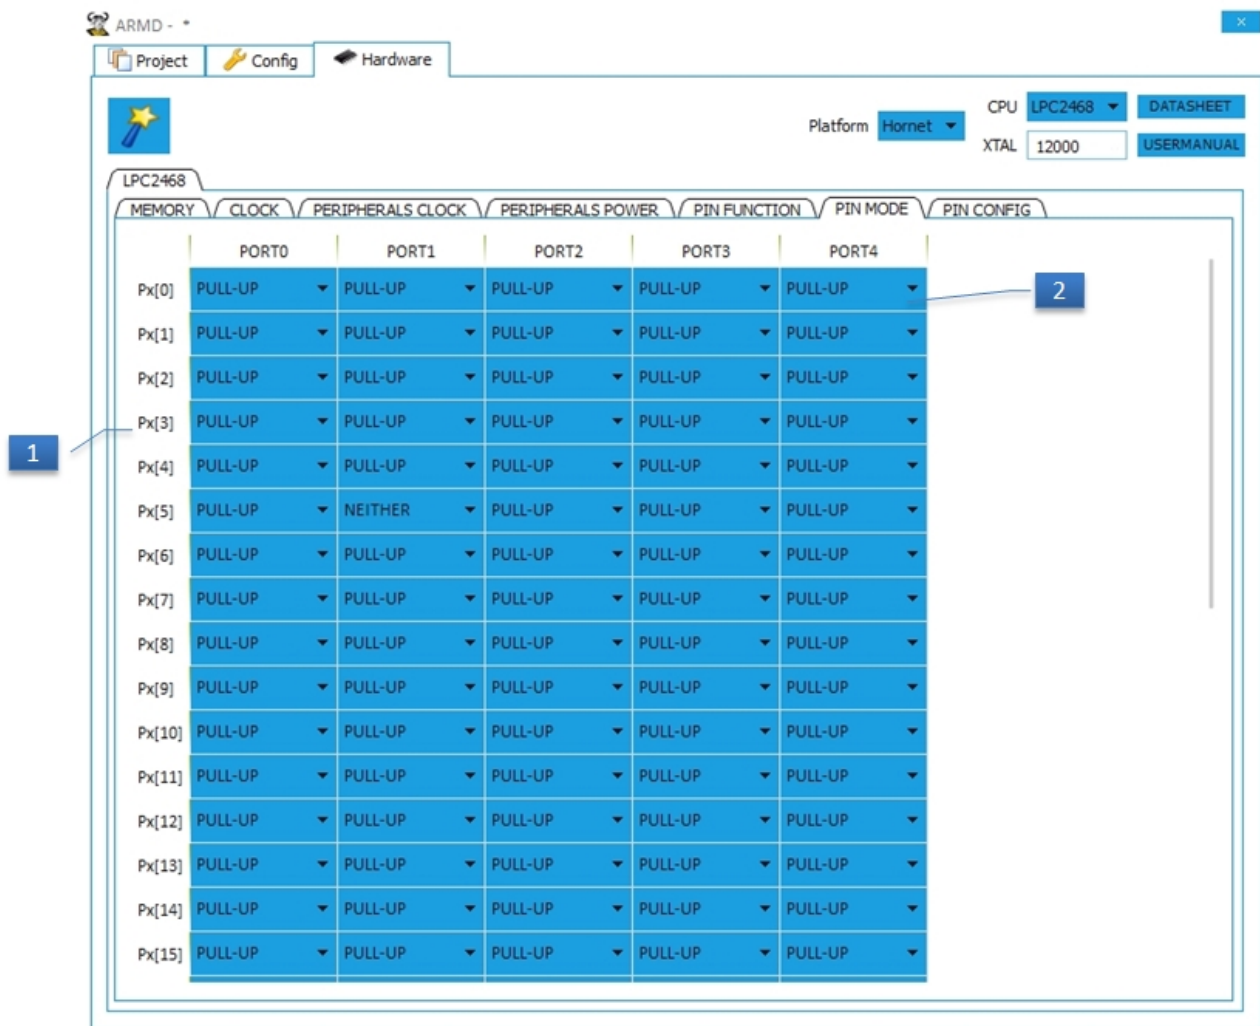 ARMD - *
×
Project Config Hardware
Platform Hornet CPU LPC2468 DATASHEET
XTAL 12000 USERMANUAL
LPC2468
MEMORY CLOCK PERIPHERALS CLOCK PERIPHERALS POWER PIN FUNCTION PIN MODE PIN CONFIG
PORT0 PORT1 PORT2 PORT3 PORT4
Px[0] PULL-UP PULL-UP PULL-UP PULL-UP PULL-UP 2
Px[1] PULL-UP PULL-UP PULL-UP PULL-UP PULL-UP
Px[2] PULL-UP PULL-UP PULL-UP PULL-UP PULL-UP
Px[3] PULL-UP PULL-UP PULL-UP PULL-UP PULL-UP
1
Px[4] PULL-UP PULL-UP PULL-UP PULL-UP PULL-UP
Px[5] PULL-UP NEITHER PULL-UP PULL-UP PULL-UP
Px[6] PULL-UP PULL-UP PULL-UP PULL-UP PULL-UP
Px[7] PULL-UP PULL-UP PULL-UP PULL-UP PULL-UP
Px[8] PULL-UP PULL-UP PULL-UP PULL-UP PULL-UP
Px[9] PULL-UP PULL-UP PULL-UP PULL-UP PULL-UP
Px[10] PULL-UP PULL-UP PULL-UP PULL-UP PULL-UP
Px[11] PULL-UP PULL-UP PULL-UP PULL-UP PULL-UP
Px[12] PULL-UP PULL-UP PULL-UP PULL-UP PULL-UP
Px[13] PULL-UP PULL-UP PULL-UP PULL-UP PULL-UP
Px[14] PULL-UP PULL-UP PULL-UP PULL-UP PULL-UP
Px[15] PULL-UP PULL-UP PULL-UP PULL-UP PULL-UP